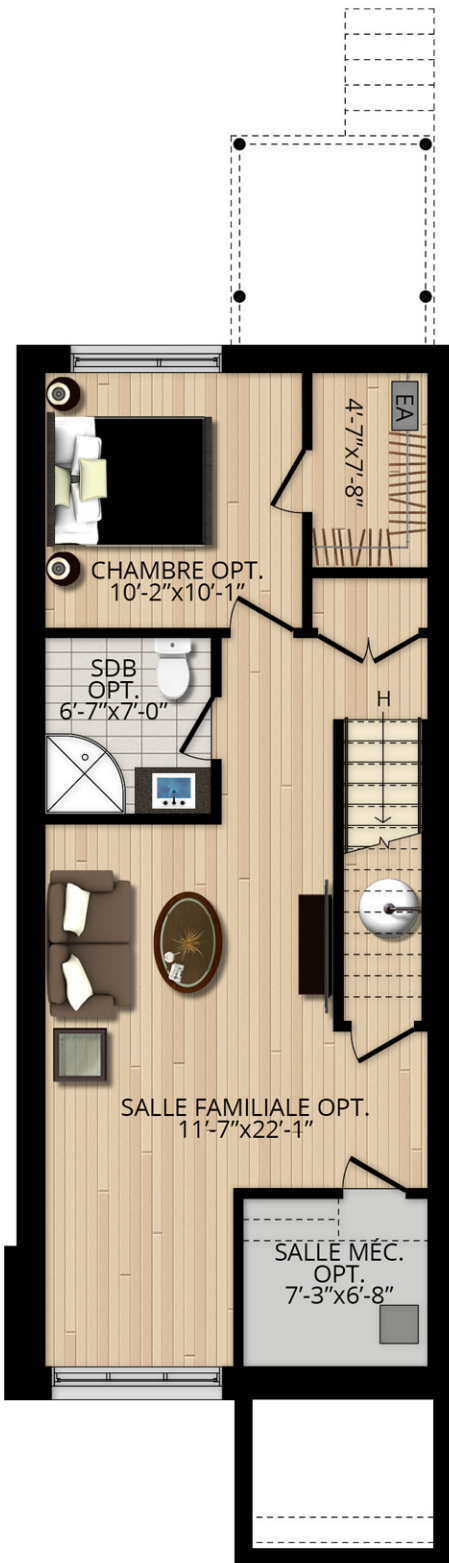 EA
4'-7"x7'-8"
CHAMBRE OPT.
10'-2"x10'-1"
SDB
OPT.
6'-7"x7'-0"
H
SALLE FAMILIALE OPT.
11'-7"x22'-1"
SALLE MÉC.
OPT.
7'-3"x6'-8"